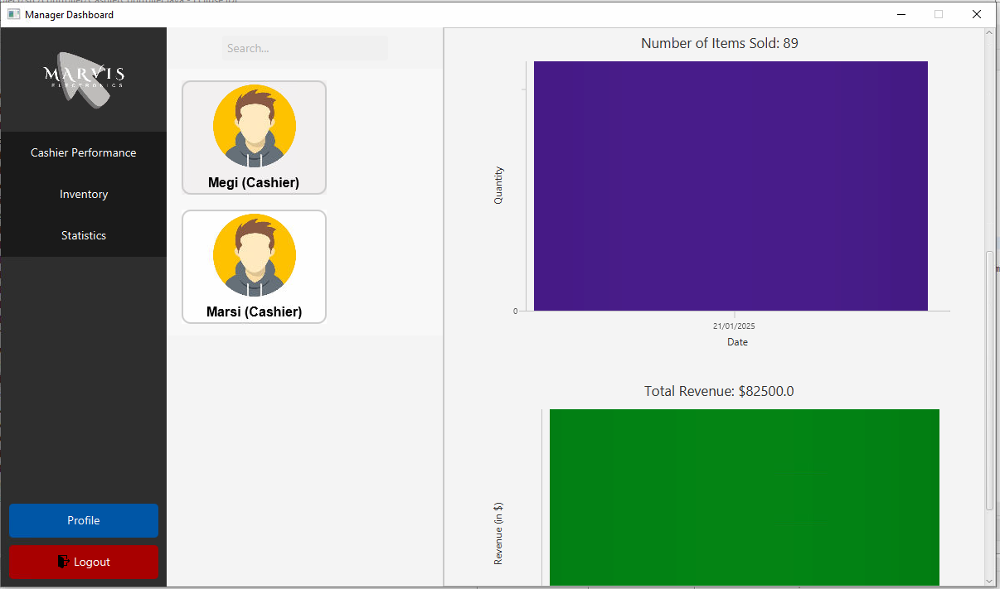 Manager Dashboard
MARVIS
ELECTRONICS
Cashier Performance
Inventory
Statistics
Profile
Logout
Search...
Megi (Cashier)
Marsi (Cashier)
Number of Items Sold: 89
Quantity
0
21/01/2025
Date
Total Revenue: $82500.0
Revenue (in $)